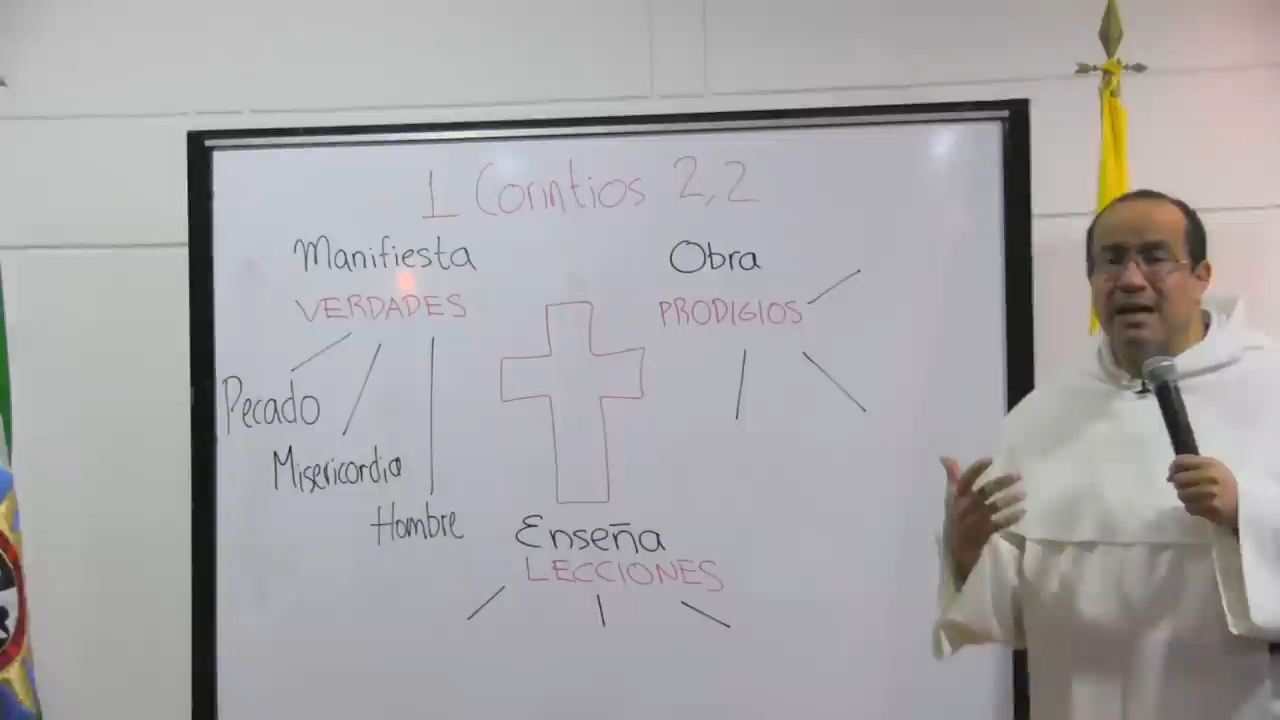 1 Corintios 2,2
Manifiesta
VERDADES
Pecado
Misericordia
Hombre
Obra
PRODIGIOS
Enseña
LECCIONES